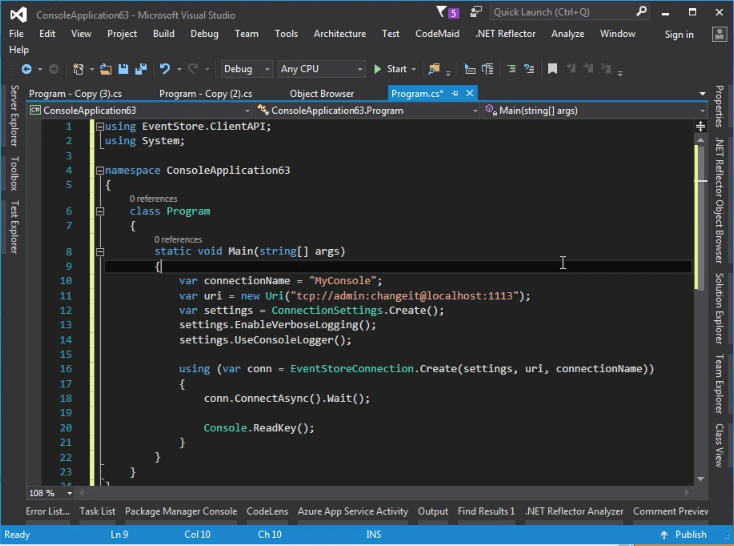 ConsoleApplication63 - Microsoft Visual Studio
5
Quick Launch (Ctrl+Q)
File Edit View Project Build Debug Team Tools Architecture Test CodeMaid .NET Reflector Analyze Window Sign in
Help
Debug Any CPU Start
Program - Copy (3).cs Program - Copy (2).cs Object Browser Program.cs*
C# ConsoleApplication63 ConsoleApplication63.Program Main(string[] args)
Server Explorer
Toolbox
Test Explorer
1 using EventStore.ClientAPI;
2 using System;
3
4 namespace ConsoleApplication63
5 {
0 references
6 class Program
7 {
0 references
8 static void Main(string[] args)
9 {
10 var connectionName = "MyConsole";
11 var uri = new Uri("tcp://admin:changeit@localhost:1113");
12 var settings = ConnectionSettings.Create();
13 settings.EnableVerboseLogging();
14 settings.UseConsoleLogger();
15
16 using (var conn = EventStoreConnection.Create(settings, uri, connectionName))
17 {
18 conn.ConnectAsync().Wait();
19
20 Console.ReadKey();
21 }
22 }
23 }
24 }
Properties
.NET Reflector Object Browser
Solution Explorer
Team Explorer
Class View
108 %
Error List... Task List Package Manager Console CodeLens Azure App Service Activity Output Find Results 1 .NET Reflector Analyzer Comment Preview
Ready Ln 9 Col 10 Ch 10 INS Publish